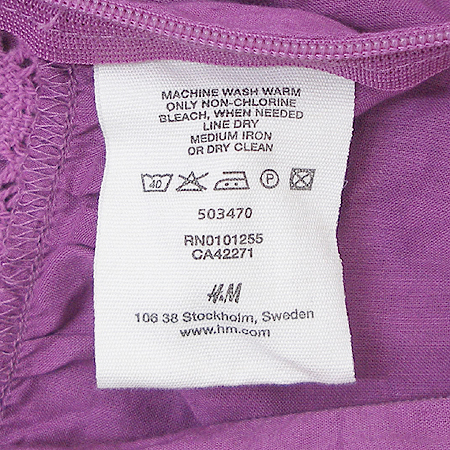 MACHINE WASH WARM
ONLY NON-CHLORINE
BLEACH, WHEN NEEDED
LINE DRY
MEDIUM IRON
OR DRY CLEAN
40 P
503470
RN0101255
CA42271
H&M
106 38 Stockholm, Sweden
www.hm.com